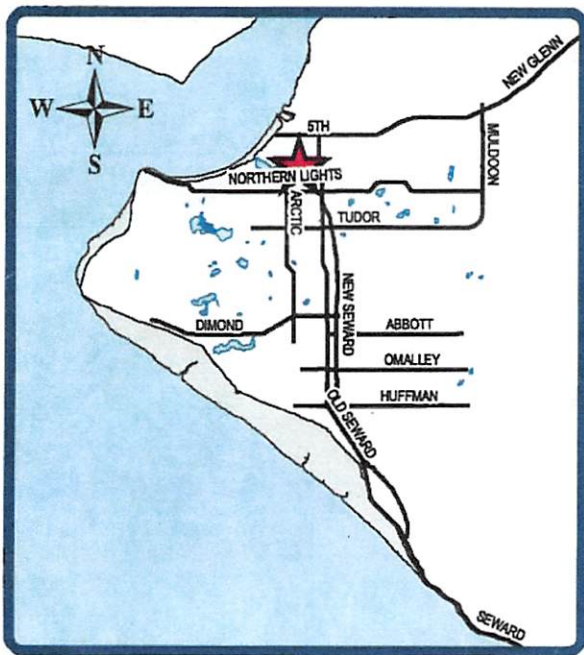 N
NEW GLENN
W
E
5TH
MULDOON
S
NORTHERN LIGHTS
ARCTIC
TUDOR
NEW SEWARD
DIMOND
ABBOTT
OMALLEY
HUFFMAN
OLD SEWARD
SEWARD